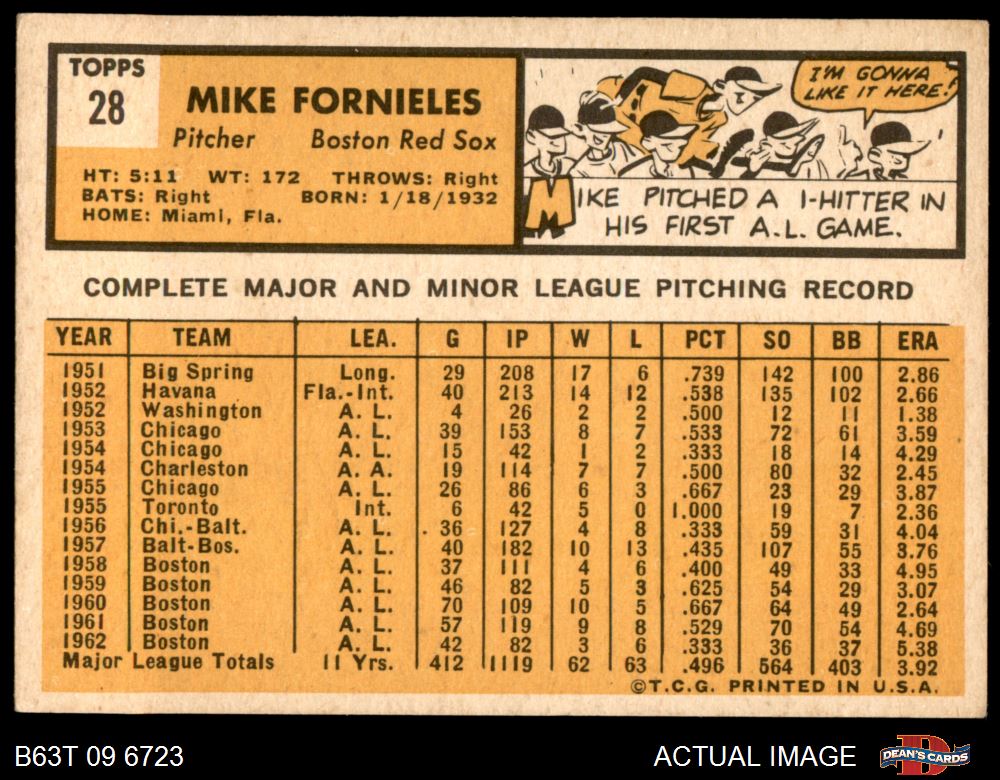 TOPPS
28
MIKE FORNIELES
Pitcher Boston Red Sox
HT: 5:11 WT: 172 THROWS: Right
BATS: Right BORN: 1/18/1932
HOME: Miami, Fla.
I'M GONNA
LIKE IT HERE!
MIKE PITCHED A 1-HITTER IN
HIS FIRST A.L. GAME.
COMPLETE MAJOR AND MINOR LEAGUE PITCHING RECORD
YEAR TEAM LEA. G IP W L PCT SO BB ERA
1951 Big Spring Long. 29 208 17 6 .739 142 100 2.86
1952 Havana Fla.-Int. 40 213 14 12 .538 135 102 2.66
1952 Washington A. L. 4 26 2 2 .500 12 11 1.38
1953 Chicago A. L. 39 153 8 7 .533 72 61 3.59
1954 Chicago A. L. 15 42 1 2 .333 18 14 4.29
1954 Charleston A. A. 19 114 7 7 .500 80 32 2.45
1955 Chicago A. L. 26 86 6 3 .667 23 29 3.87
1955 Toronto Int. 6 42 5 0 1.000 19 7 2.36
1956 Chi.-Balt. A. L. 36 127 4 8 .333 59 31 4.04
1957 Balt-Bos. A. L. 40 182 10 13 .435 107 55 3.76
1958 Boston A. L. 37 111 4 6 .400 49 33 4.95
1959 Boston A. L. 46 82 5 3 .625 54 29 3.07
1960 Boston A. L. 70 109 10 5 .667 64 49 2.64
1961 Boston A. L. 57 119 9 8 .529 70 54 4.69
1962 Boston A. L. 42 82 3 6 .333 36 37 5.38
Major League Totals 11 Yrs. 412 1119 62 63 .496 564 403 3.92
©T.C.G. PRINTED IN U.S.A.
B63T 09 6723 ACTUAL IMAGE DEAN'S CARDS